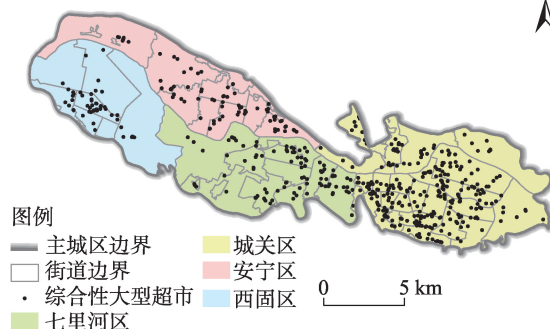 图例
主城区边界
街道边界
综合性大型超市
七里河区
城关区
安宁区
西固区
0 5 km